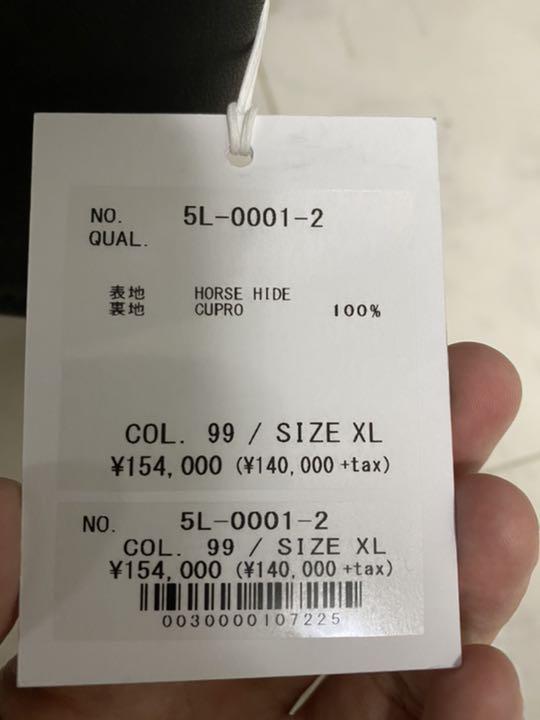 NO. 5L-0001-2
QUAL.
表地 HORSE HIDE
裏地 CUPRO 100%
COL. 99 / SIZE XL
¥154,000 (¥140,000+tax)
NO. 5L-0001-2
COL. 99 / SIZE XL
¥154,000 (¥140,000+tax)
0030000107225